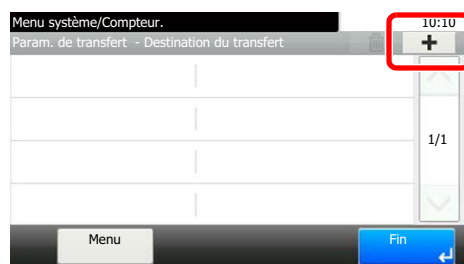 Menu système/Compteur.
10:10
Param. de transfert - Destination du transfert
+
1/1
Menu
Fin